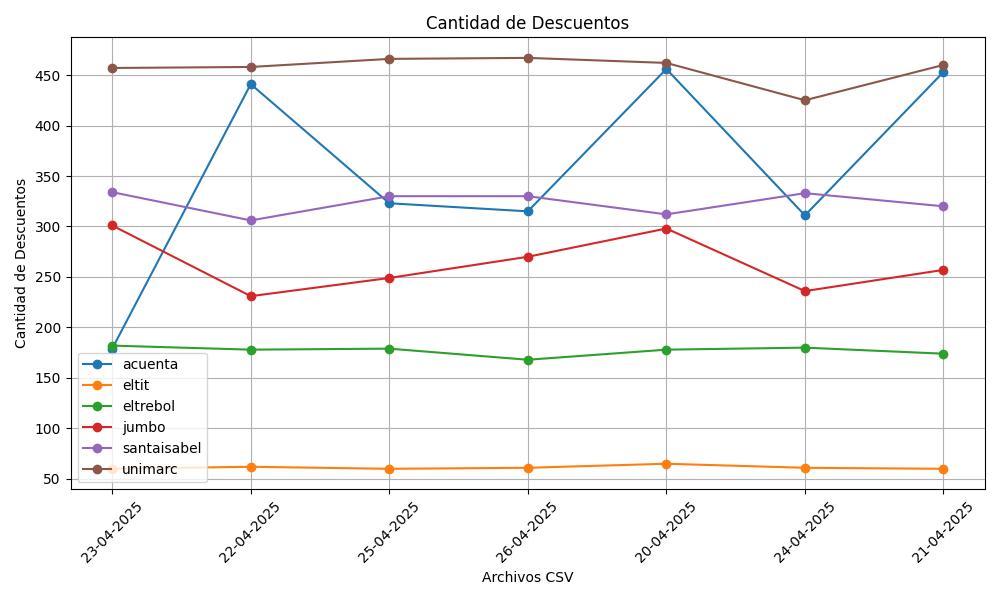 Cantidad de Descuentos
Cantidad de Descuentos
450
400
350
300
250
200
150
100
50
acuenta
eltit
eltrebol
jumbo
santaisabel
unimarc
23-04-2025
22-04-2025
25-04-2025
26-04-2025
20-04-2025
24-04-2025
21-04-2025
Archivos CSV